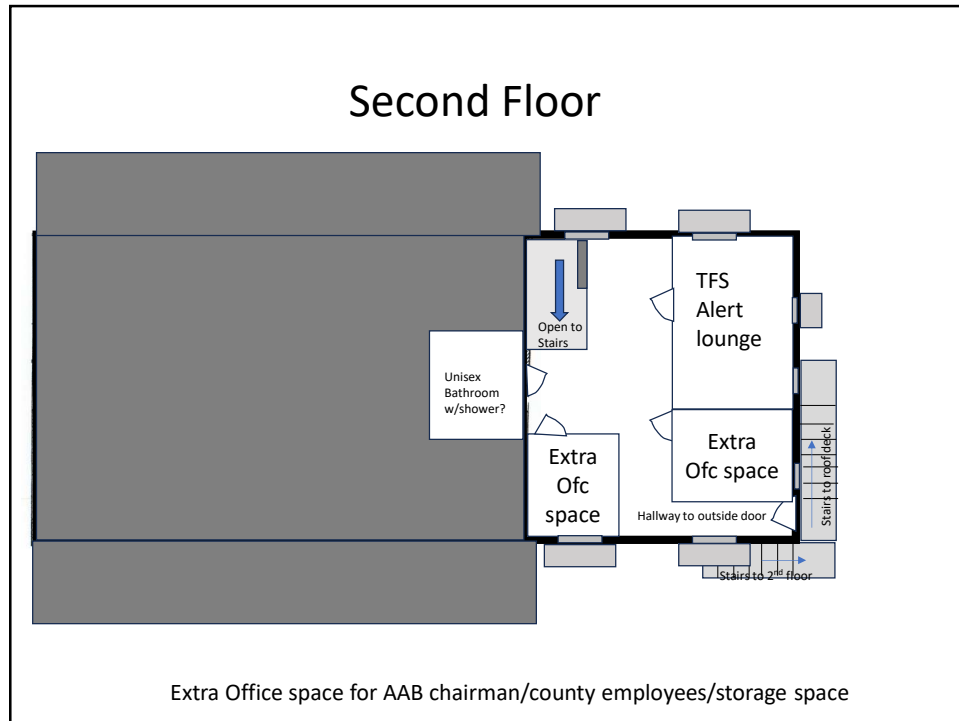 Second Floor
Open to
Stairs
TFS
Alert
lounge
Unisex
Bathroom
w/shower?
Extra
Ofc
space
Extra
Ofc space
Stairs to roof deck
Hallway to outside door
Stairs to 2nd floor
Extra Office space for AAB chairman/county employees/storage space